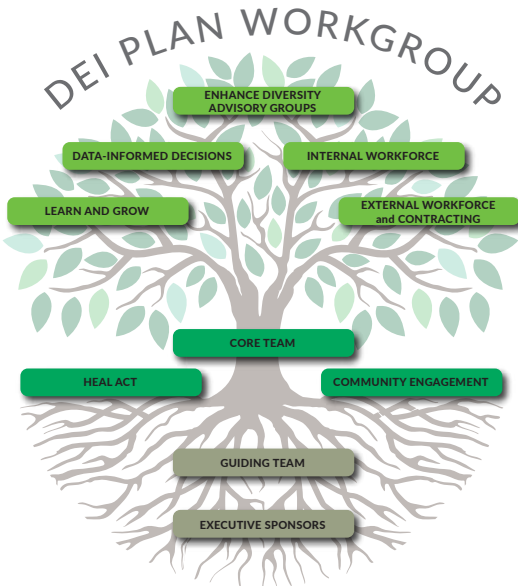 DEI PLAN WORKGROUP
ENHANCE DIVERSITY
ADVISORY GROUPS
DATA-INFORMED DECISIONS
INTERNAL WORKFORCE
LEARN AND GROW
EXTERNAL WORKFORCE
and CONTRACTING
CORE TEAM
HEAL ACT
COMMUNITY ENGAGEMENT
GUIDING TEAM
EXECUTIVE SPONSORS